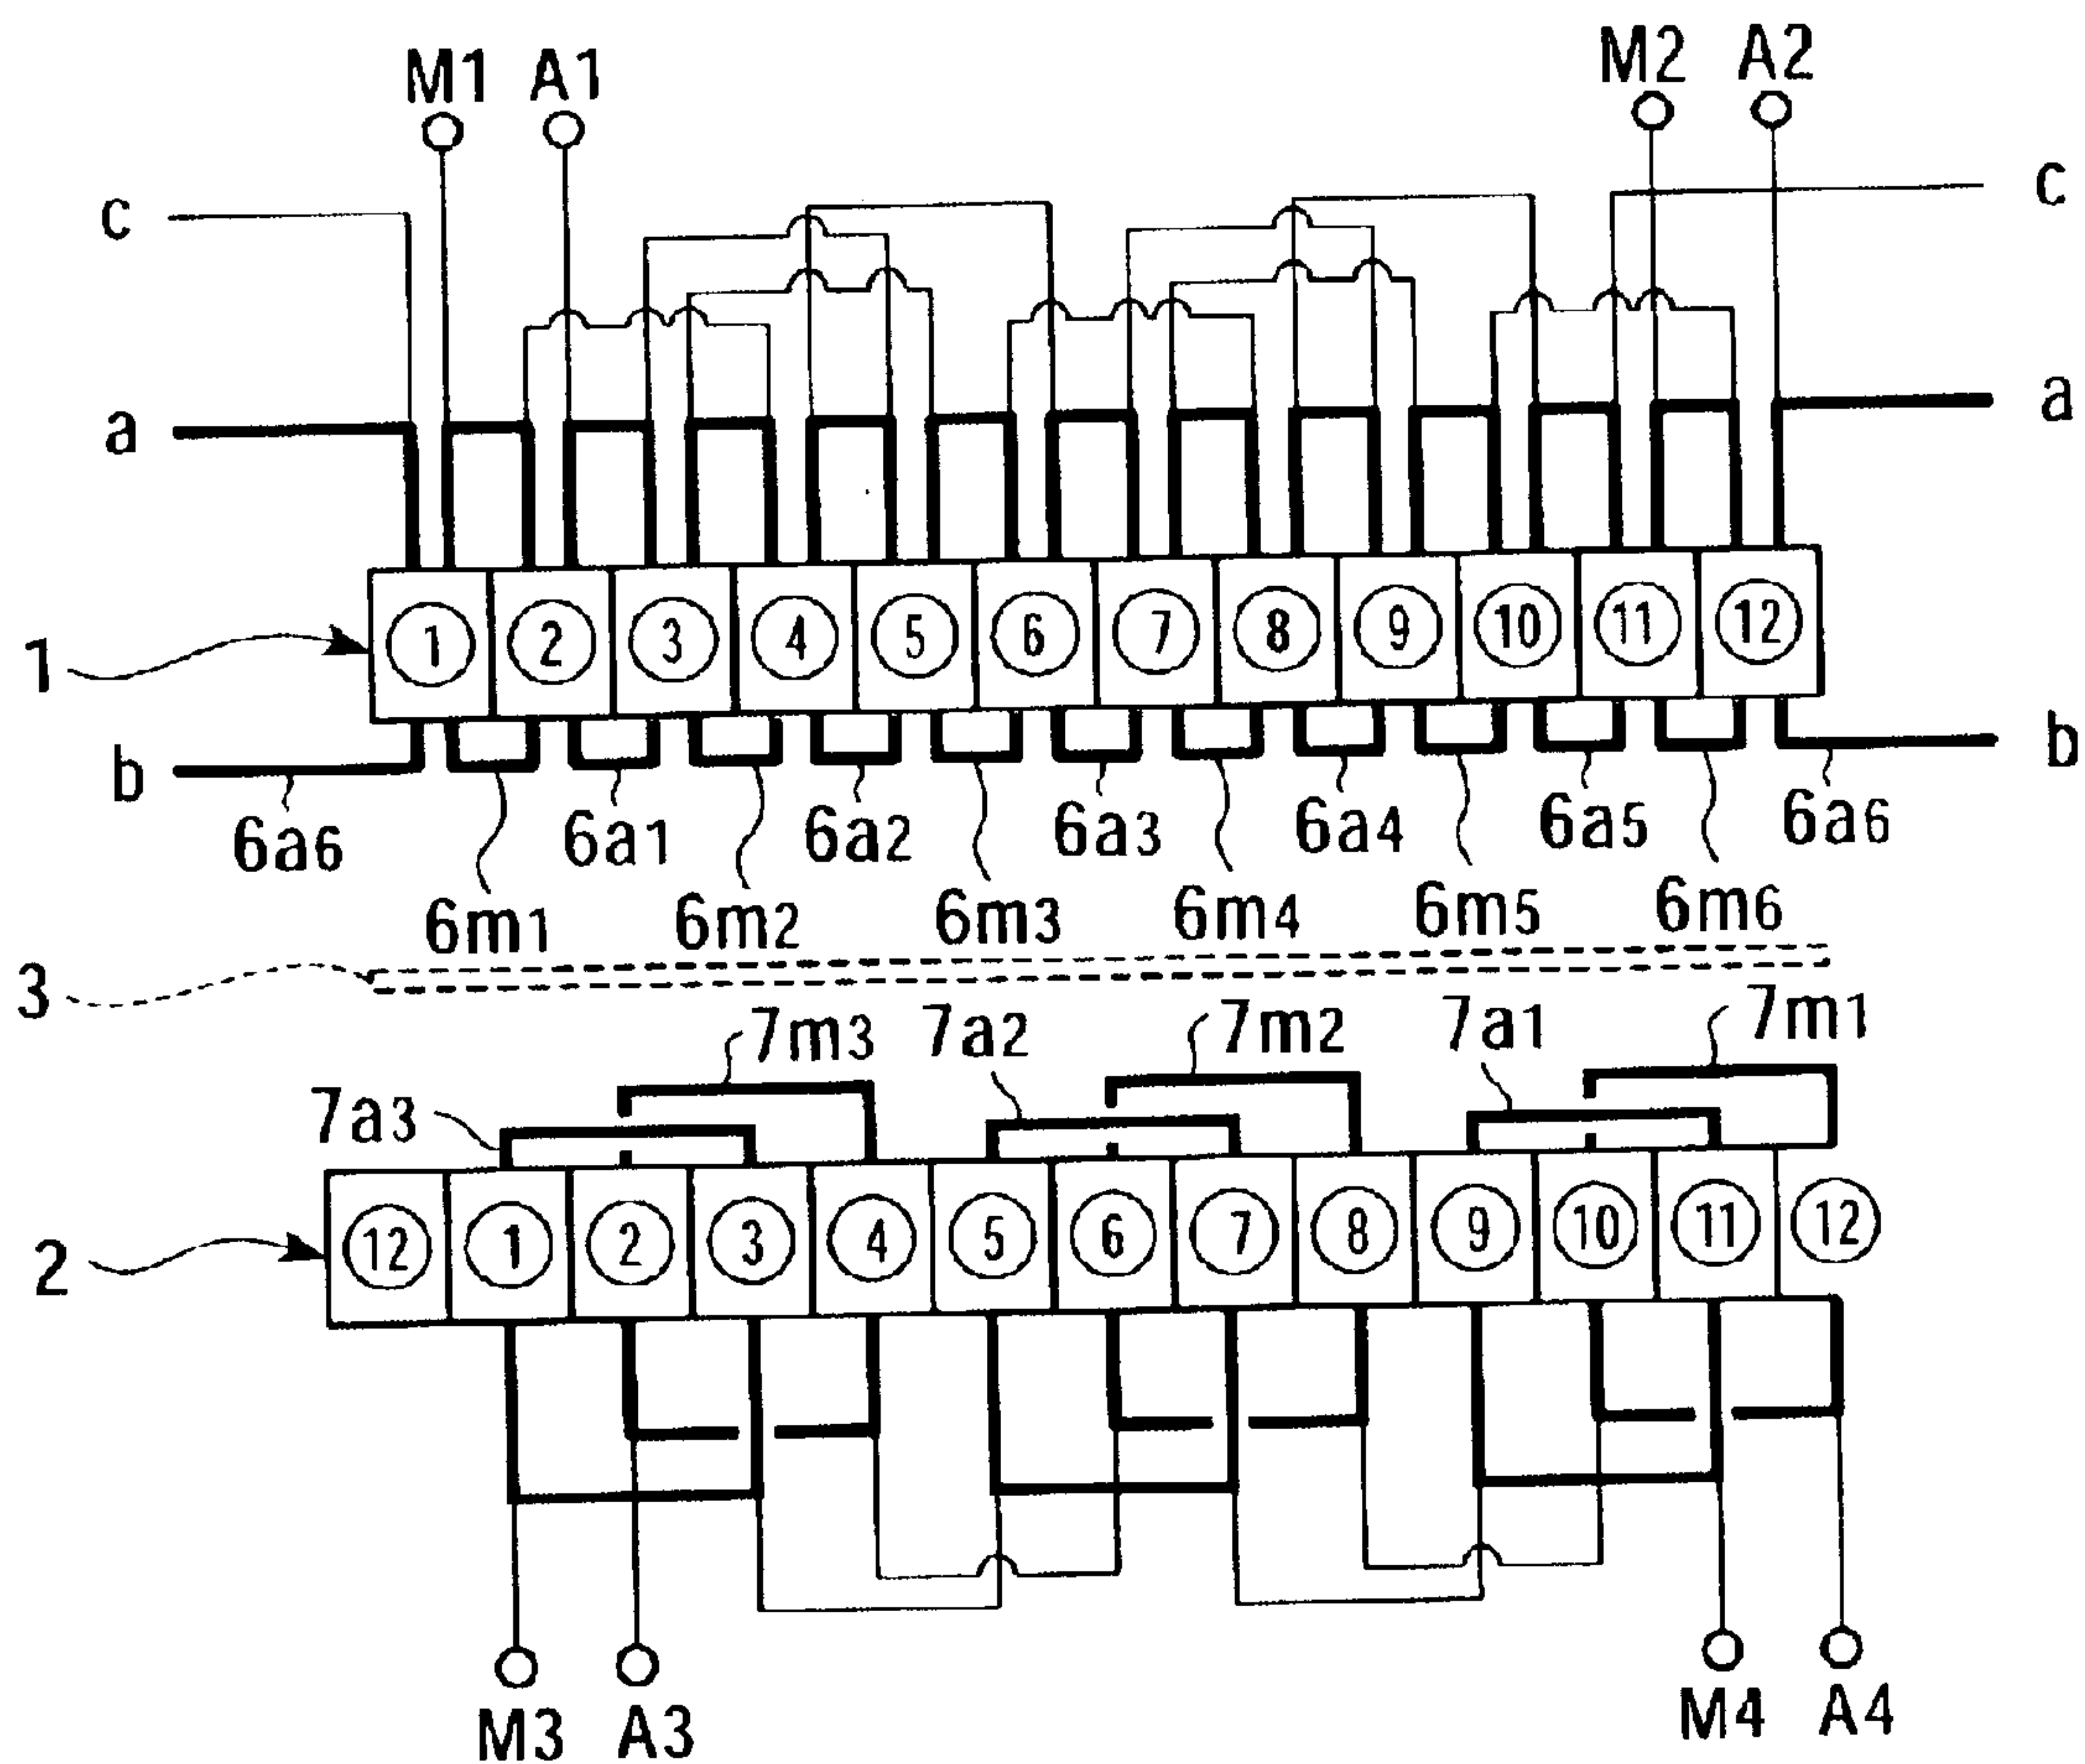 M1 A1 M2 A2
c c
a a
1 ① ② ③ ④ ⑤ ⑥ ⑦ ⑧ ⑨ ⑩ ⑪ ⑫
b b
6a6 6a1 6a2 6a3 6a4 6a5 6a6
6m1 6m2 6m3 6m4 6m5 6m6
3
7m3 7a2 7m2 7a1 7m1
7a3
2 ⑫ ① ② ③ ④ ⑤ ⑥ ⑦ ⑧ ⑨ ⑩ ⑪ ⑫
M3 A3 M4 A4